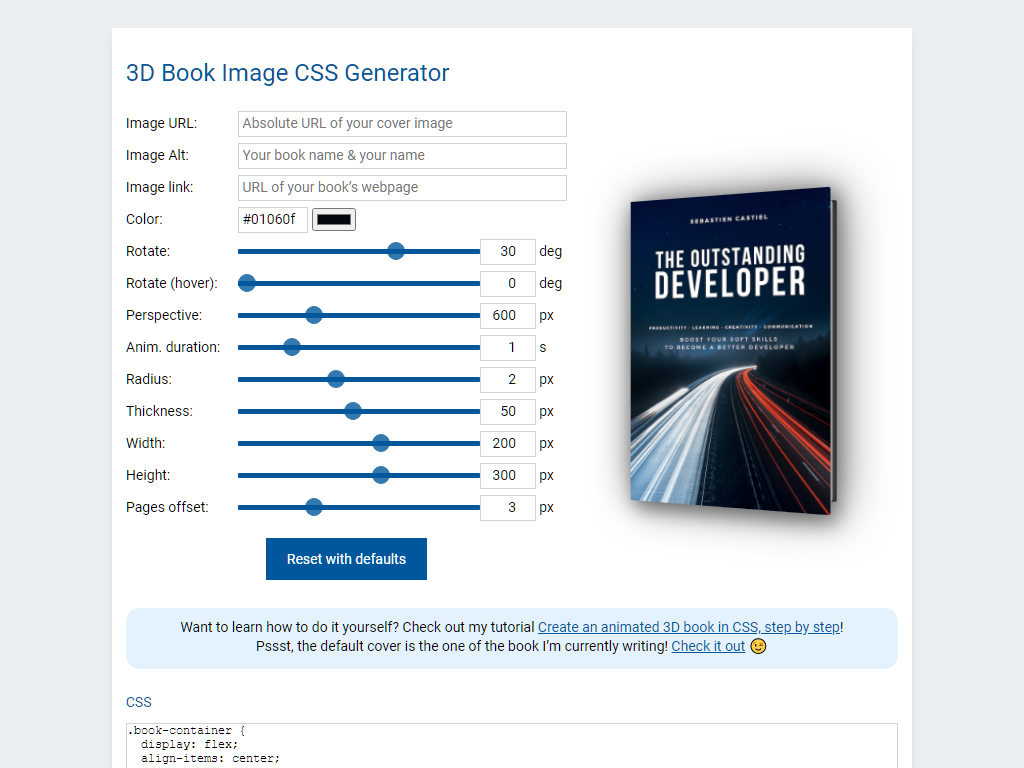 3D Book Image CSS Generator
Image URL: Absolute URL of your cover image
Image Alt: Your book name & your name
Image link: URL of your book's webpage
Color: #01060f
Rotate: 30 deg
Rotate (hover): 0 deg
Perspective: 600 px
Anim. duration: 1 s
Radius: 2 px
Thickness: 50 px
Width: 200 px
Height: 300 px
Pages offset: 3 px
Reset with defaults
SEBASTIEN CASTIEL
THE OUTSTANDING
DEVELOPER
PRODUCTIVITY - LEARNING - CREATIVITY - COMMUNICATION
BOOST YOUR SOFT SKILLS
TO BECOME A BETTER DEVELOPER
Want to learn how to do it yourself? Check out my tutorial Create an animated 3D book in CSS, step by step!
Pssst, the default cover is the one of the book I'm currently writing! Check it out 😉
CSS
.book-container {
display: flex;
align-items: center;